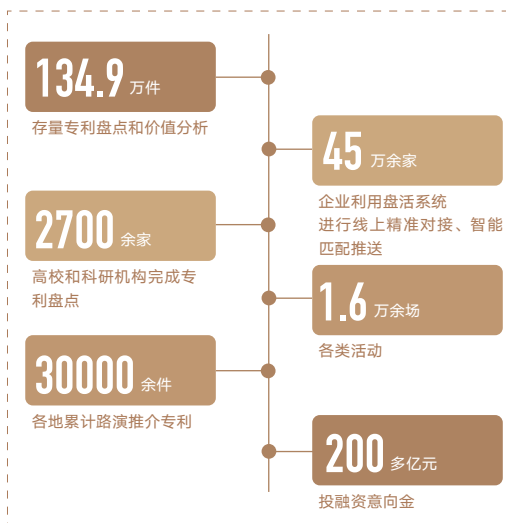 134.9 万件
存量专利盘点和价值分析
45 万余家
企业利用盘活系统
进行线上精准对接、智能
匹配推送
2700 余家
高校和科研机构完成专
利盘点
1.6 万余场
各类活动
30000 余件
各地累计路演推介专利
200 多亿元
投融资意向金